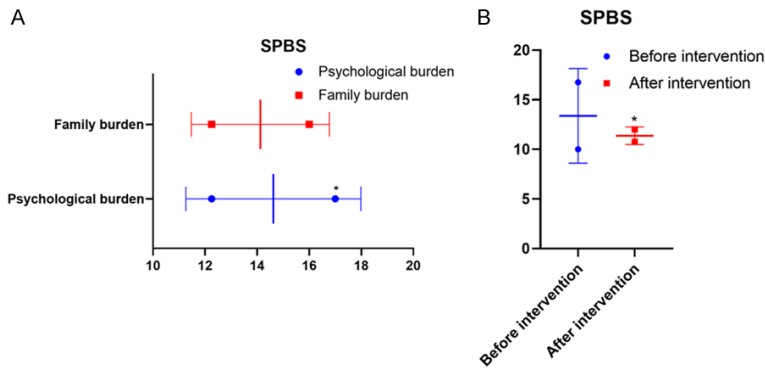 A
SPBS
Psychological burden
Family burden
Family burden
*
Psychological burden
10 12 14 16 18 20
B
SPBS
Before intervention
After intervention
20
15
*
10
5
0
Before intervention
After intervention